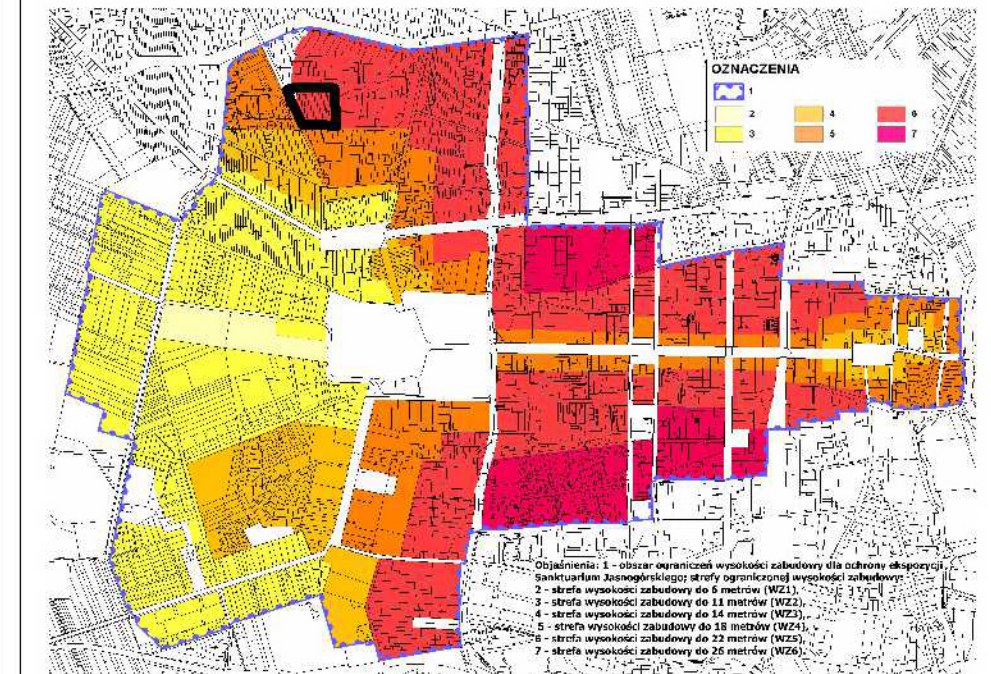 OZNACZENIA
1
2 4 6
3 5 7
Objaśnienia: 1 - obszar ograniczeń wysokości zabudowy dla ochrony ekspozycji
Sanktuarium Jasnogórskiego; strefy ograniczonej wysokości zabudowy:
2 - strefa wysokości zabudowy do 6 metrów (WZ1),
3 - strefa wysokości zabudowy do 11 metrów (WZ2),
4 - strefa wysokości zabudowy do 14 metrów (WZ3),
5 - strefa wysokości zabudowy do 18 metrów (WZ4),
6 - strefa wysokości zabudowy do 22 metrów (WZ5),
7 - strefa wysokości zabudowy do 26 metrów (WZ6).